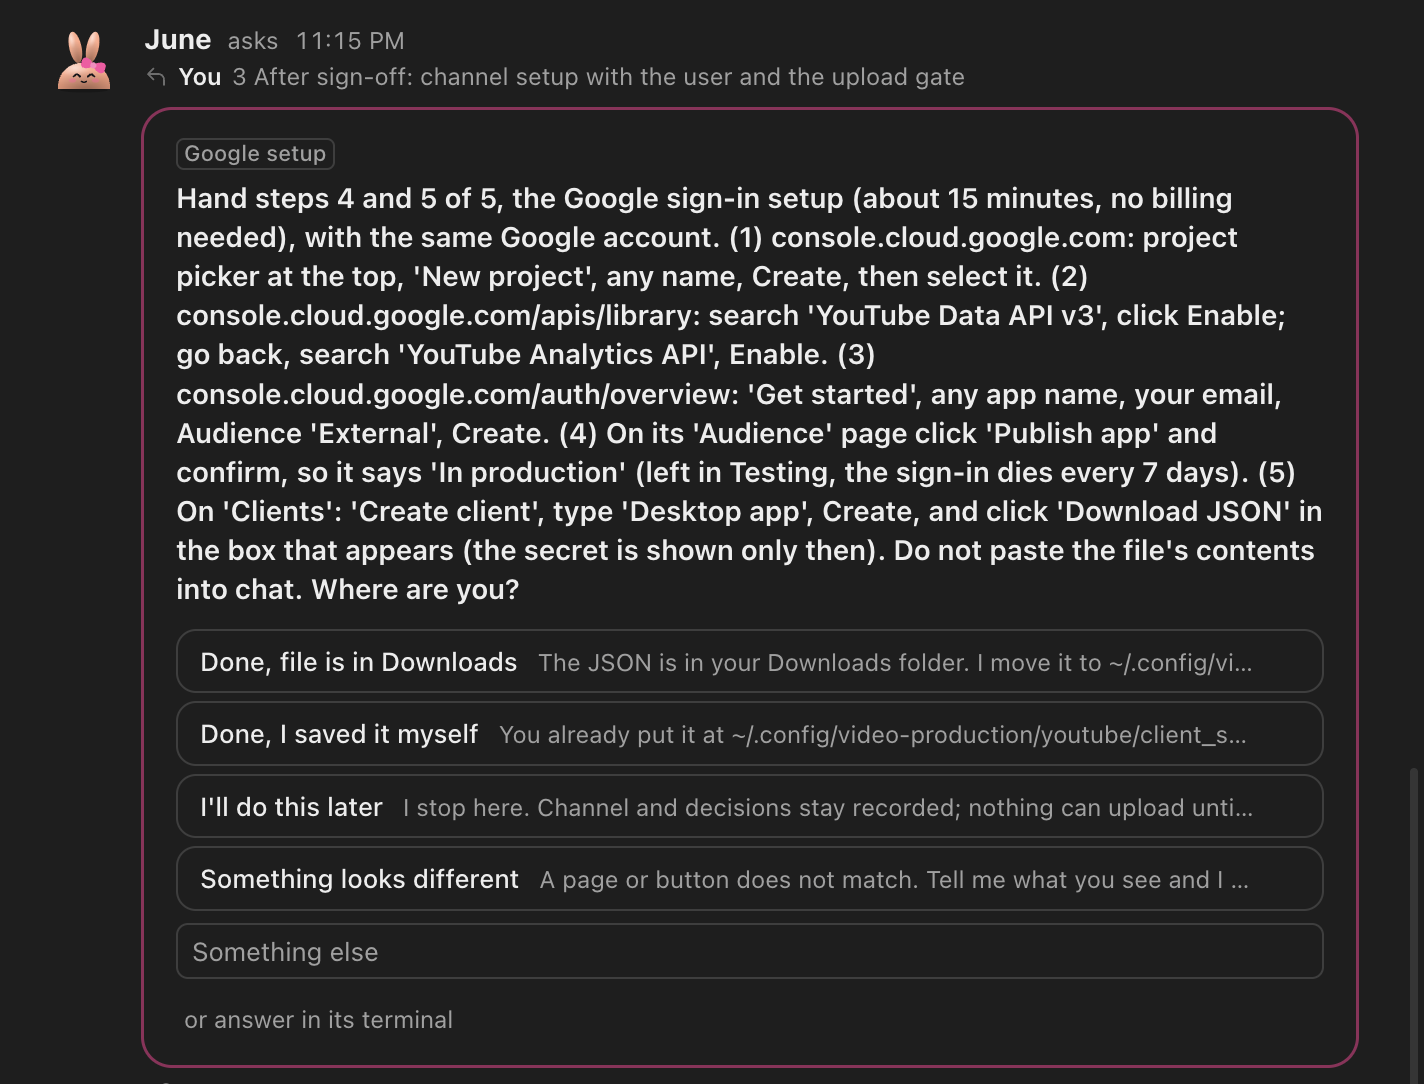 June asks 11:15 PM
You 3 After sign-off: channel setup with the user and the upload gate
Google setup
Hand steps 4 and 5 of 5, the Google sign-in setup (about 15 minutes, no billing
needed), with the same Google account. (1) console.cloud.google.com: project
picker at the top, 'New project', any name, Create, then select it. (2)
console.cloud.google.com/apis/library: search 'YouTube Data API v3', click Enable;
go back, search 'YouTube Analytics API', Enable. (3)
console.cloud.google.com/auth/overview: 'Get started', any app name, your email,
Audience 'External', Create. (4) On its 'Audience' page click 'Publish app' and
confirm, so it says 'In production' (left in Testing, the sign-in dies every 7 days). (5)
On 'Clients': 'Create client', type 'Desktop app', Create, and click 'Download JSON' in
the box that appears (the secret is shown only then). Do not paste the file's contents
into chat. Where are you?
Done, file is in Downloads The JSON is in your Downloads folder. I move it to ~/.config/vi...
Done, I saved it myself You already put it at ~/.config/video-production/youtube/client_s...
I'll do this later I stop here. Channel and decisions stay recorded; nothing can upload unti...
Something looks different A page or button does not match. Tell me what you see and I ...
Something else
or answer in its terminal